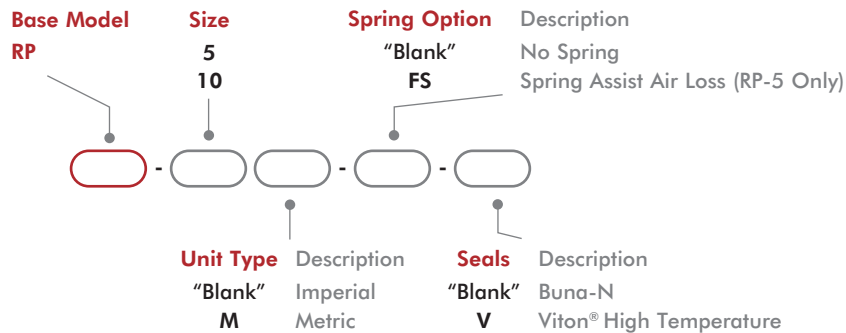 Base Model Size Spring Option Description
RP 5 "Blank" No Spring
10 FS Spring Assist Air Loss (RP-5 Only)
- - -
Unit Type Description Seals Description
"Blank" Imperial "Blank" Buna-N
M Metric V Viton® High Temperature